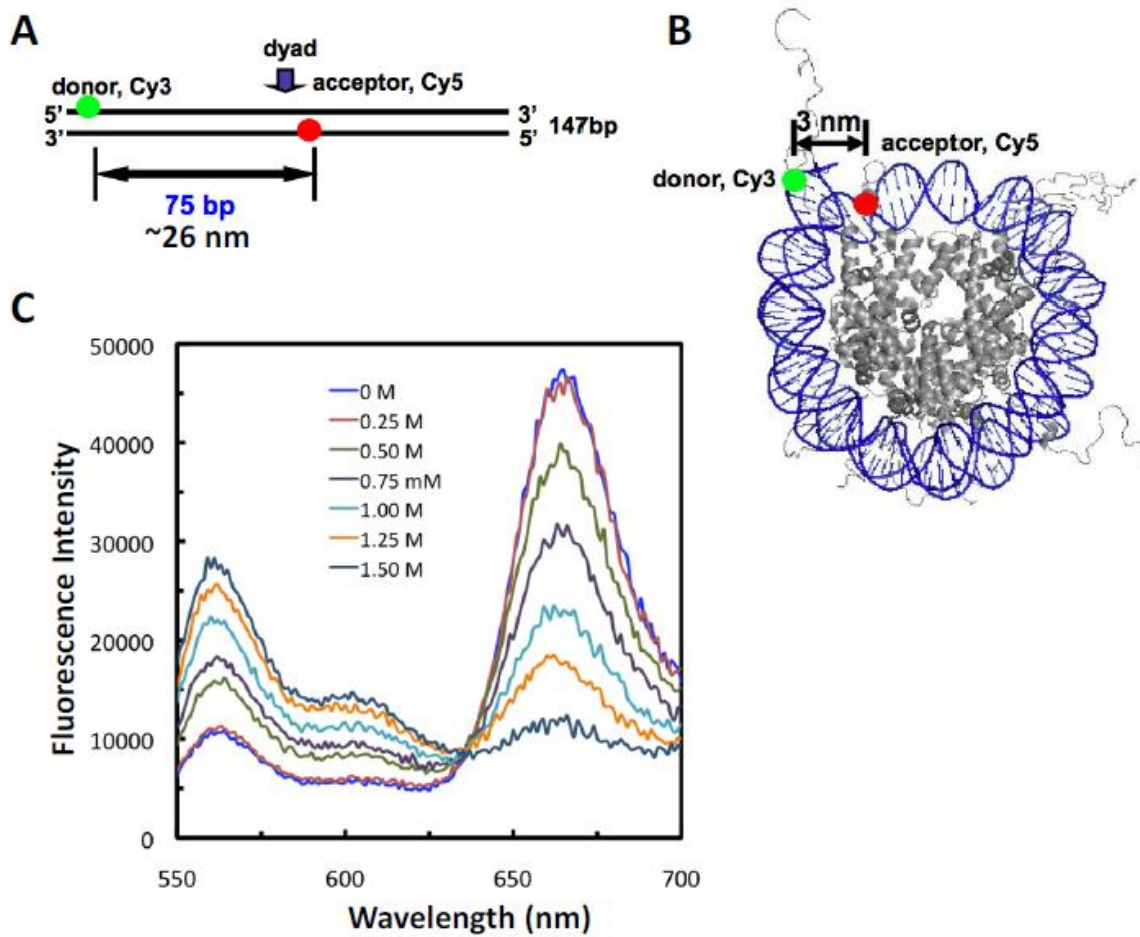 A
dyad
donor, Cy3
acceptor, Cy5
5’ 3’
3’ 5’
147bp
75 bp
~26 nm
B
3 nm
acceptor, Cy5
donor, Cy3
C
50000
40000
30000
20000
10000
0
Fluorescence Intensity
0 M
0.25 M
0.50 M
0.75 mM
1.00 M
1.25 M
1.50 M
550 600 650 700
Wavelength (nm)